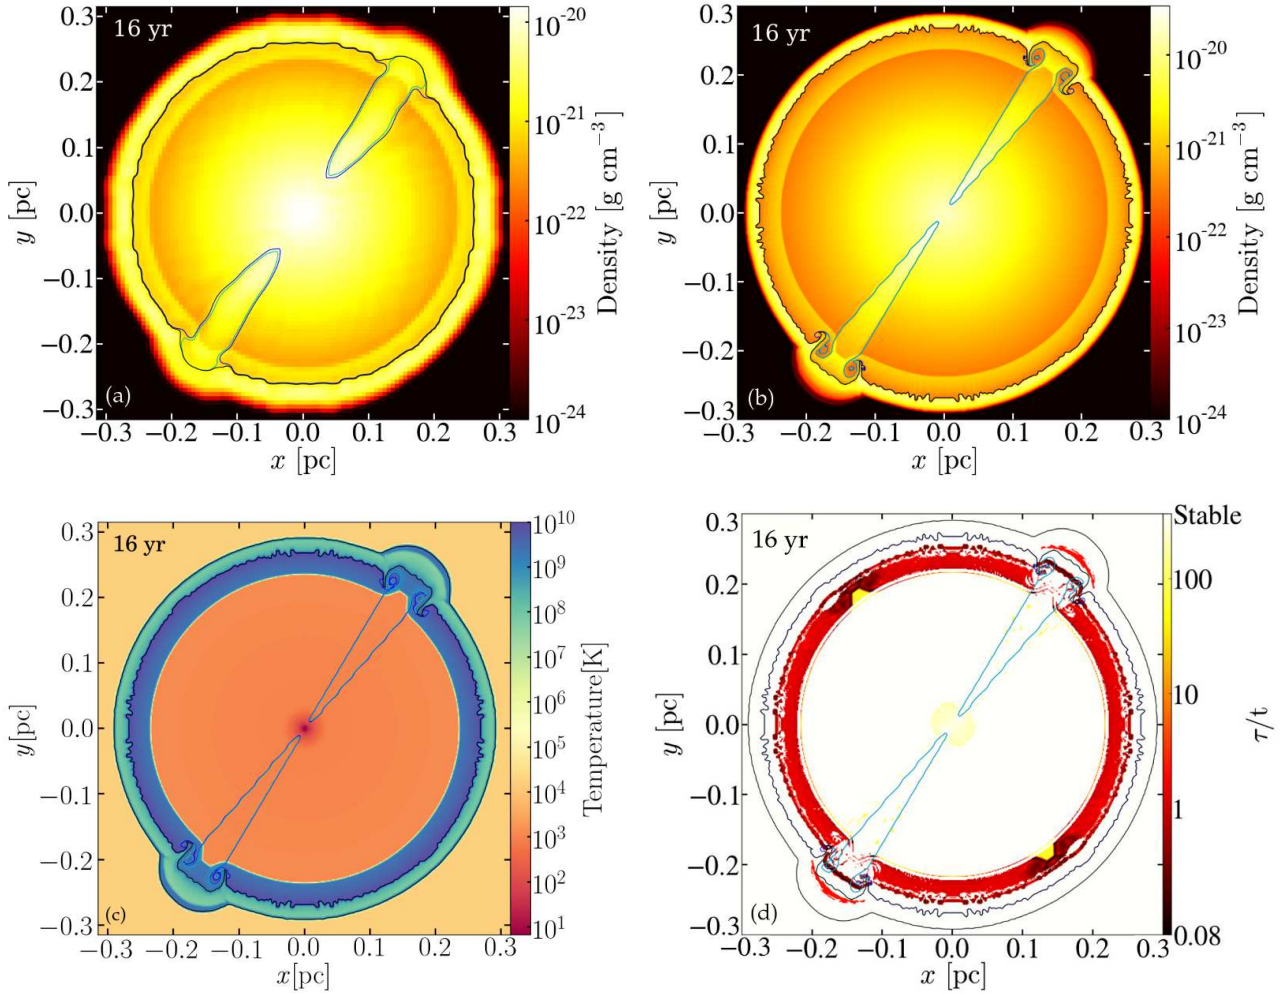 16 yr
0.3
0.2
0.1
0.0
−0.1
−0.2
−0.3
y [pc]
(a)
−0.3 −0.2 −0.1 0.0 0.1 0.2 0.3
x [pc]
10−20
10−21
10−22
10−23
10−24
Density [g cm−3]
16 yr
0.3
0.2
0.1
0.0
−0.1
−0.2
−0.3
y [pc]
(b)
−0.3 −0.2 −0.1 0.0 0.1 0.2 0.3
x [pc]
10−20
10−21
10−22
10−23
10−24
Density [g cm−3]
16 yr
0.3
0.2
0.1
0.0
−0.1
−0.2
−0.3
y[pc]
(c)
−0.3 −0.2 −0.1 0.0 0.1 0.2 0.3
x[pc]
10^10
10^9
10^8
10^7
10^6
10^5
10^4
10^3
10^2
10^1
Temperature[K]
16 yr
0.3
0.2
0.1
0.0
−0.1
−0.2
−0.3
y [pc]
(d)
−0.3 −0.2 −0.1 0.0 0.1 0.2 0.3
x [pc]
Stable
100
10
1
0.08
τ/t